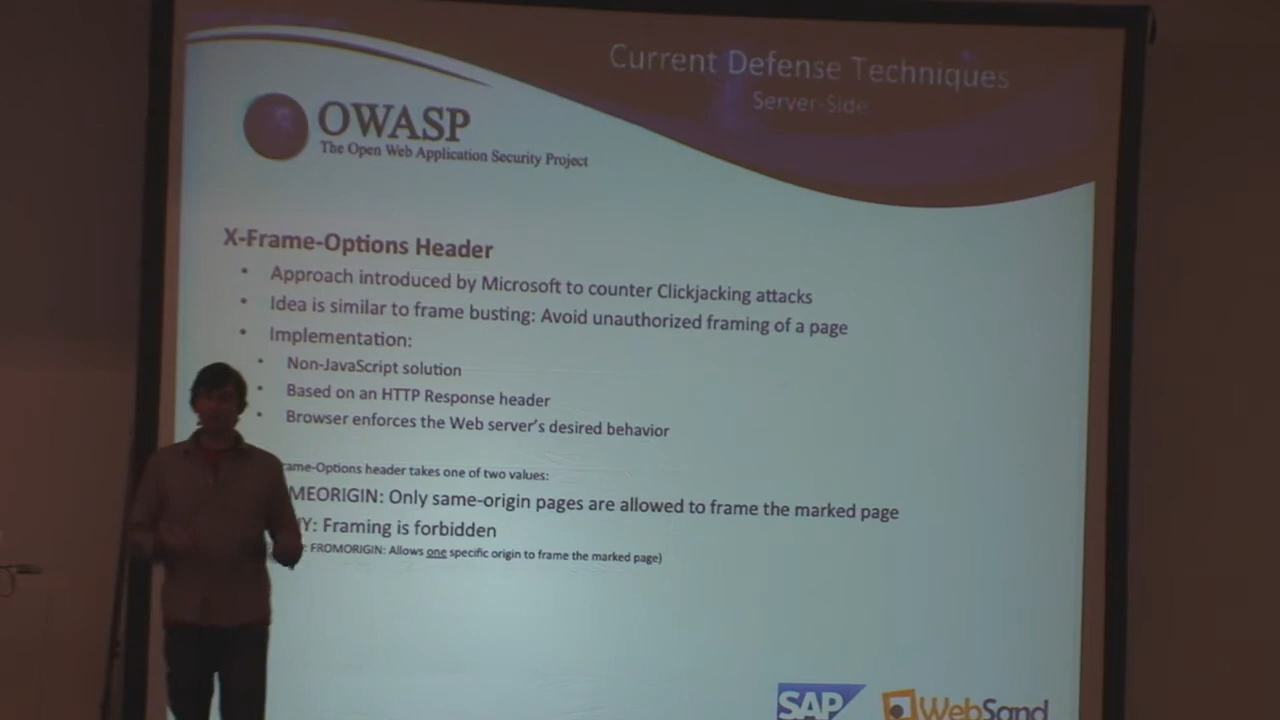 Current Defense Techniques
Server-Side
OWASP
The Open Web Application Security Project
X-Frame-Options Header
• Approach introduced by Microsoft to counter Clickjacking attacks
• Idea is similar to frame busting: Avoid unauthorized framing of a page
• Implementation:
• Non-JavaScript solution
• Based on an HTTP Response header
• Browser enforces the Web server's desired behavior
ame-Options header takes one of two values:
MEORIGIN: Only same-origin pages are allowed to frame the marked page
Y: Framing is forbidden
: FROMORIGIN: Allows one specific origin to frame the marked page)
SAP WebSand